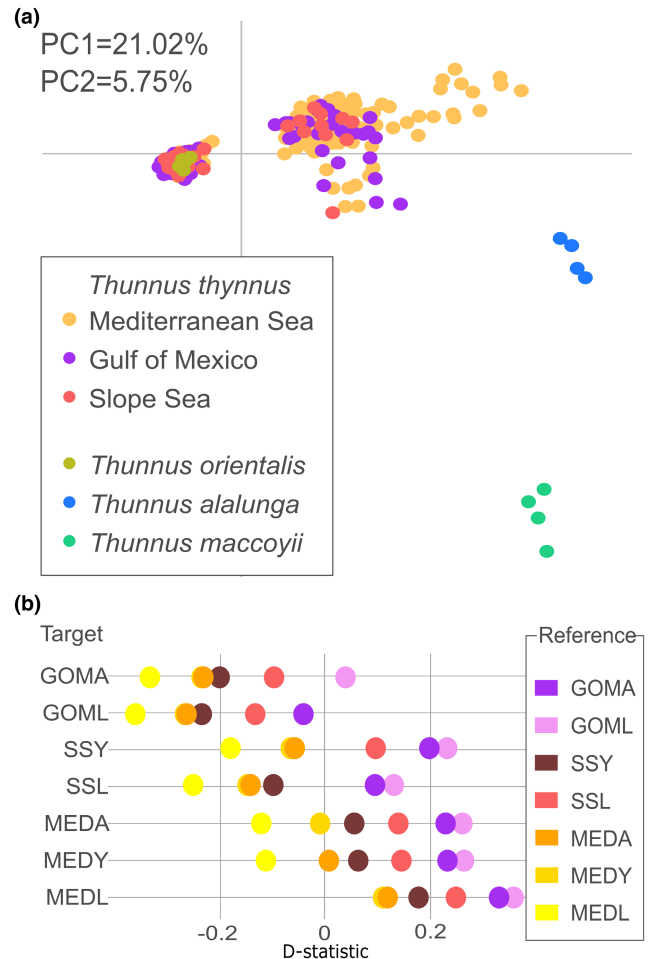 (a)
PC1=21.02%
PC2=5.75%
Thunnus thynnus
Mediterranean Sea
Gulf of Mexico
Slope Sea
Thunnus orientalis
Thunnus alalunga
Thunnus maccoyii
(b)
Target
Reference
GOMA
GOML
SSY
SSL
MEDA
MEDY
MEDL
GOMA
GOML
SSY
SSL
MEDA
MEDY
MEDL
-0.2
0
0.2
D-statistic